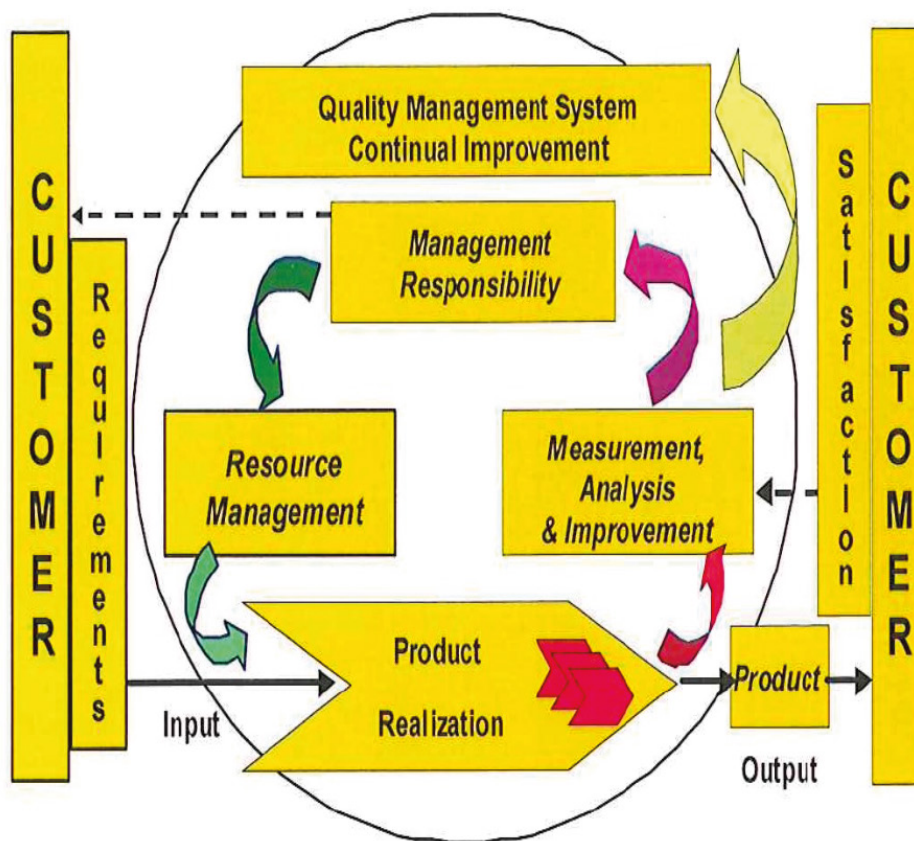 CUSTOMER
Requirements
Quality Management System
Continual Improvement
Management
Responsibility
Resource
Management
Measurement,
Analysis
& Improvement
Product
Realization
Input
Product
Output
Satisfaction
CUSTOMER